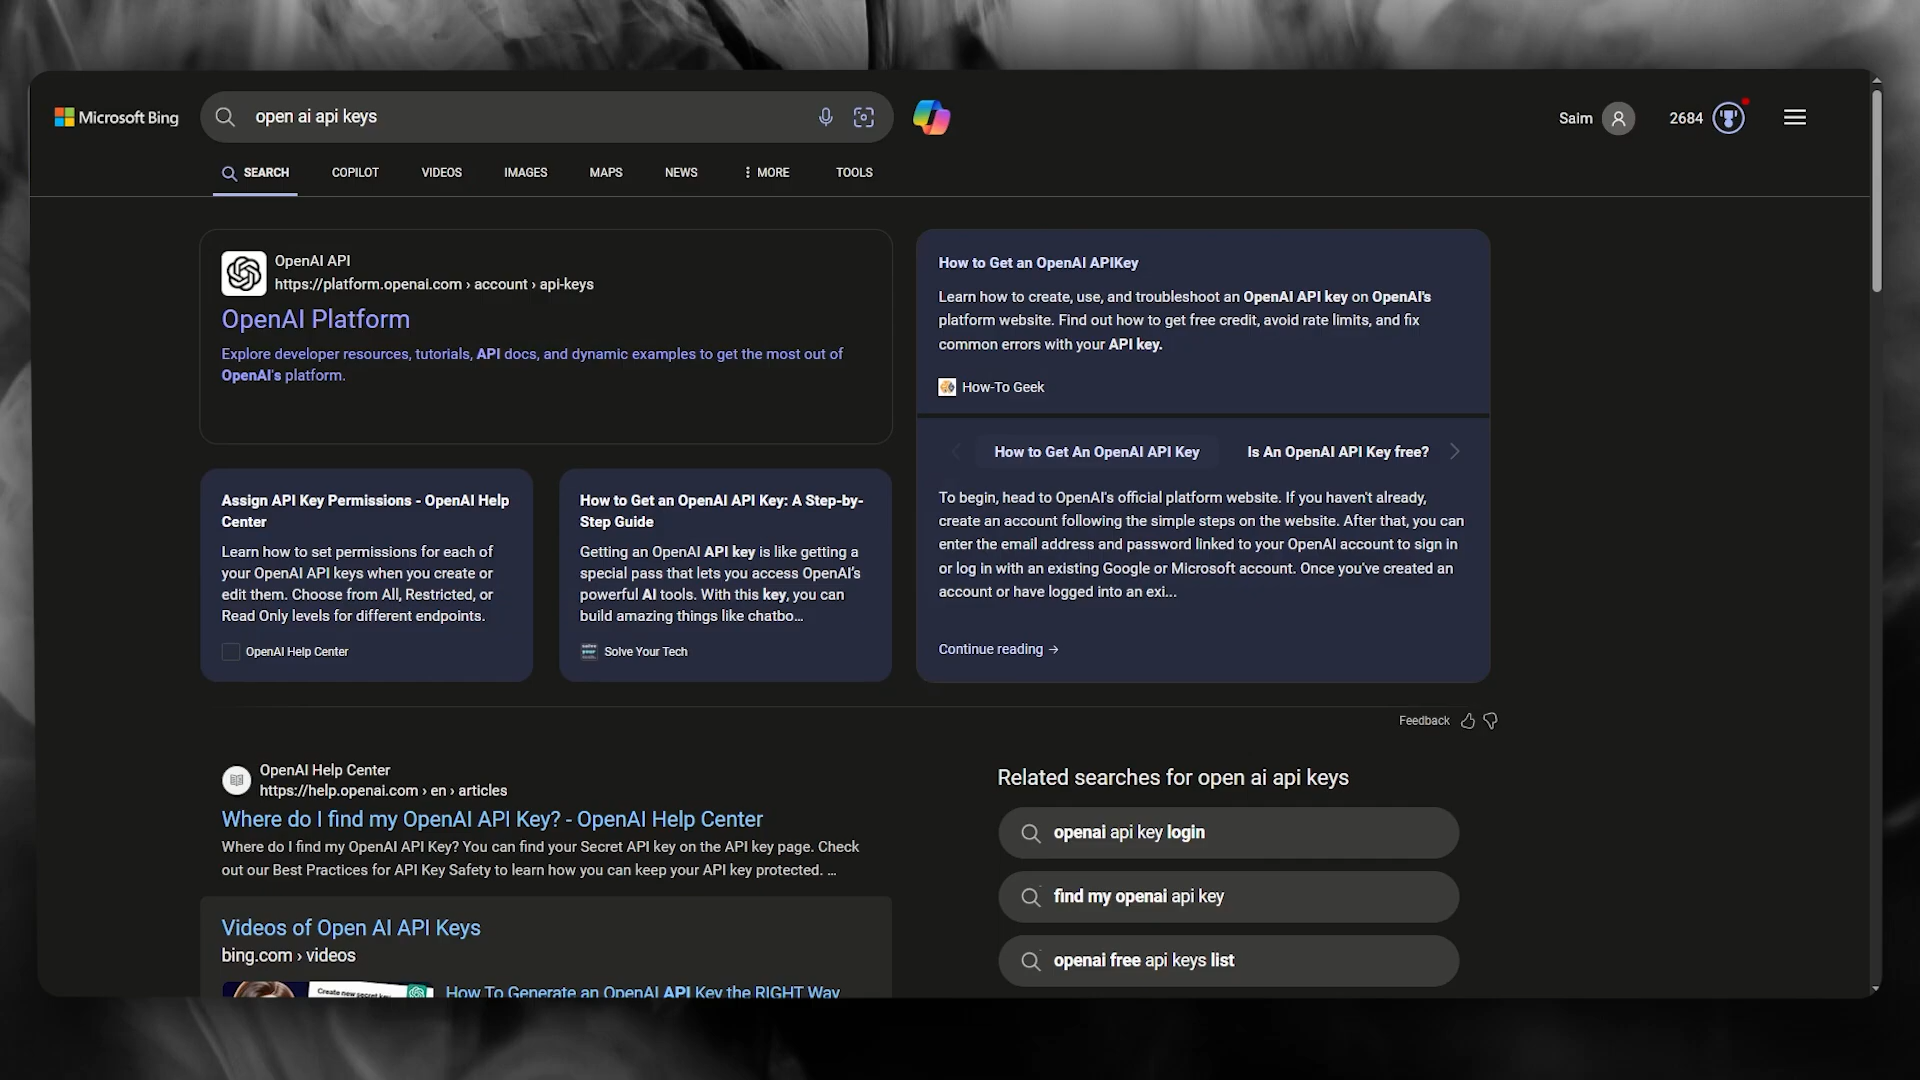 Microsoft Bing
open ai api keys
Saim
2684
SEARCH
COPILOT
VIDEOS
IMAGES
MAPS
NEWS
MORE
TOOLS
OpenAI API
https://platform.openai.com › account › api-keys
OpenAI Platform
Explore developer resources, tutorials, API docs, and dynamic examples to get the most out of
OpenAI's platform.
Assign API Key Permissions - OpenAI Help
Center
Learn how to set permissions for each of
your OpenAI API keys when you create or
edit them. Choose from All, Restricted, or
Read Only levels for different endpoints.
OpenAI Help Center
How to Get an OpenAI API Key: A Step-by-
Step Guide
Getting an OpenAI API key is like getting a
special pass that lets you access OpenAI's
powerful AI tools. With this key, you can
build amazing things like chatbo...
Solve Your Tech
How to Get an OpenAI APIKey
Learn how to create, use, and troubleshoot an OpenAI API key on OpenAI's
platform website. Find out how to get free credit, avoid rate limits, and fix
common errors with your API key.
How-To Geek
How to Get An OpenAI API Key
Is An OpenAI API Key free?
To begin, head to OpenAI's official platform website. If you haven't already,
create an account following the simple steps on the website. After that, you can
enter the email address and password linked to your OpenAI account to sign in
or log in with an existing Google or Microsoft account. Once you've created an
account or have logged into an exi...
Continue reading →
Feedback
OpenAI Help Center
https://help.openai.com › en › articles
Where do I find my OpenAI API Key? - OpenAI Help Center
Where do I find my OpenAI API Key? You can find your Secret API key on the API key page. Check
out our Best Practices for API Key Safety to learn how you can keep your API key protected. ...
Videos of Open AI API Keys
bing.com › videos
Create new secret key
How To Generate an OpenAI API Key the RIGHT Way
Related searches for open ai api keys
openai api key login
find my openai api key
openai free api keys list